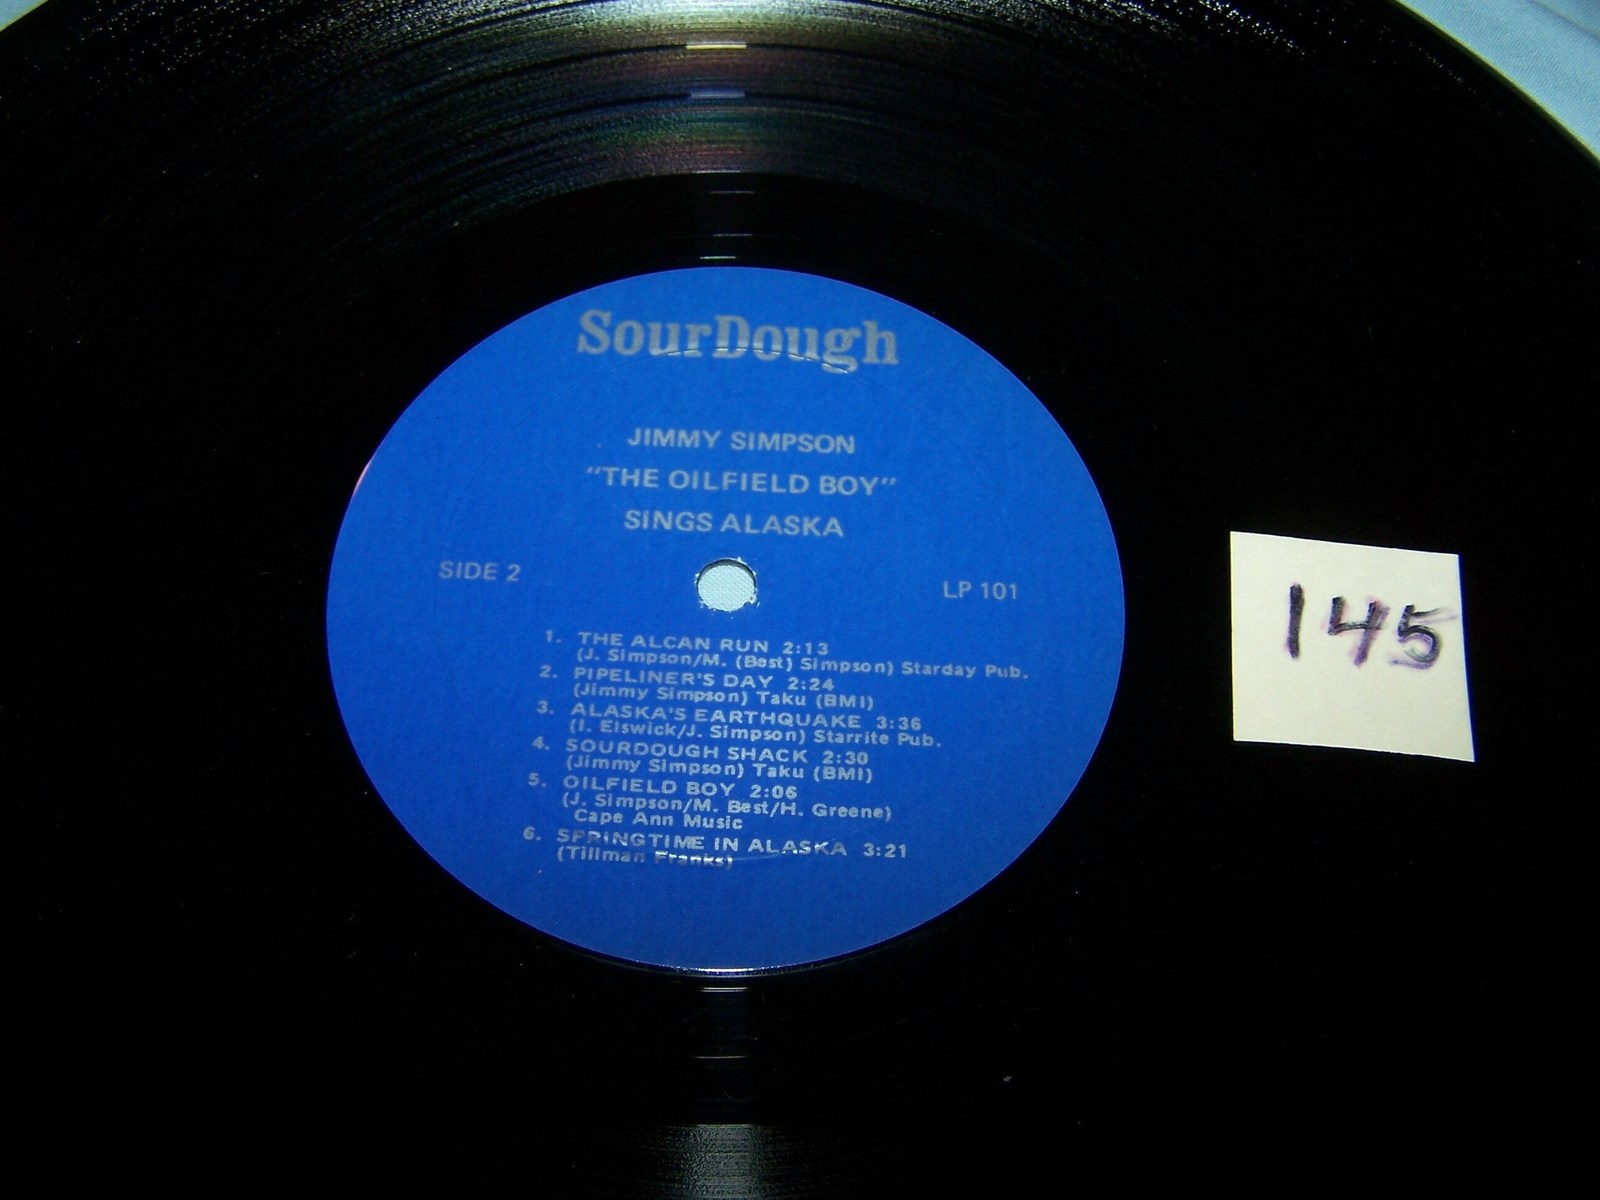 SourDough
JIMMY SIMPSON
"THE OILFIELD BOY"
SINGS ALASKA
SIDE 2
LP 101
1. THE ALCAN RUN 2:13
(J. Simpson/M. (Best) Simpson) Starday Pub.
2. PIPELINER'S DAY 2:24
(Jimmy Simpson) Taku (BMI)
3. ALASKA'S EARTHQUAKE 3:36
(I. Elswick/J. Simpson) Starrite Pub.
4. SOURDOUGH SHACK 2:30
(Jimmy Simpson) Taku (BMI)
5. OILFIELD BOY 2:06
(J. Simpson/M. Best/H. Greene)
Cape Ann Music
6. SPRINGTIME IN ALASKA 3:21
(Tillman Franks)
145